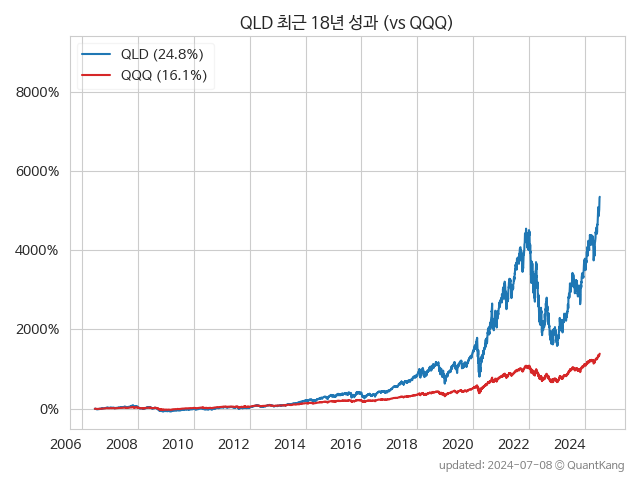 QLD 최근 18년 성과 (vs QQQ)
QLD (24.8%)
QQQ (16.1%)
8000%
6000%
4000%
2000%
0%
2006 2008 2010 2012 2014 2016 2018 2020 2022 2024
updated: 2024-07-08 © QuantKang